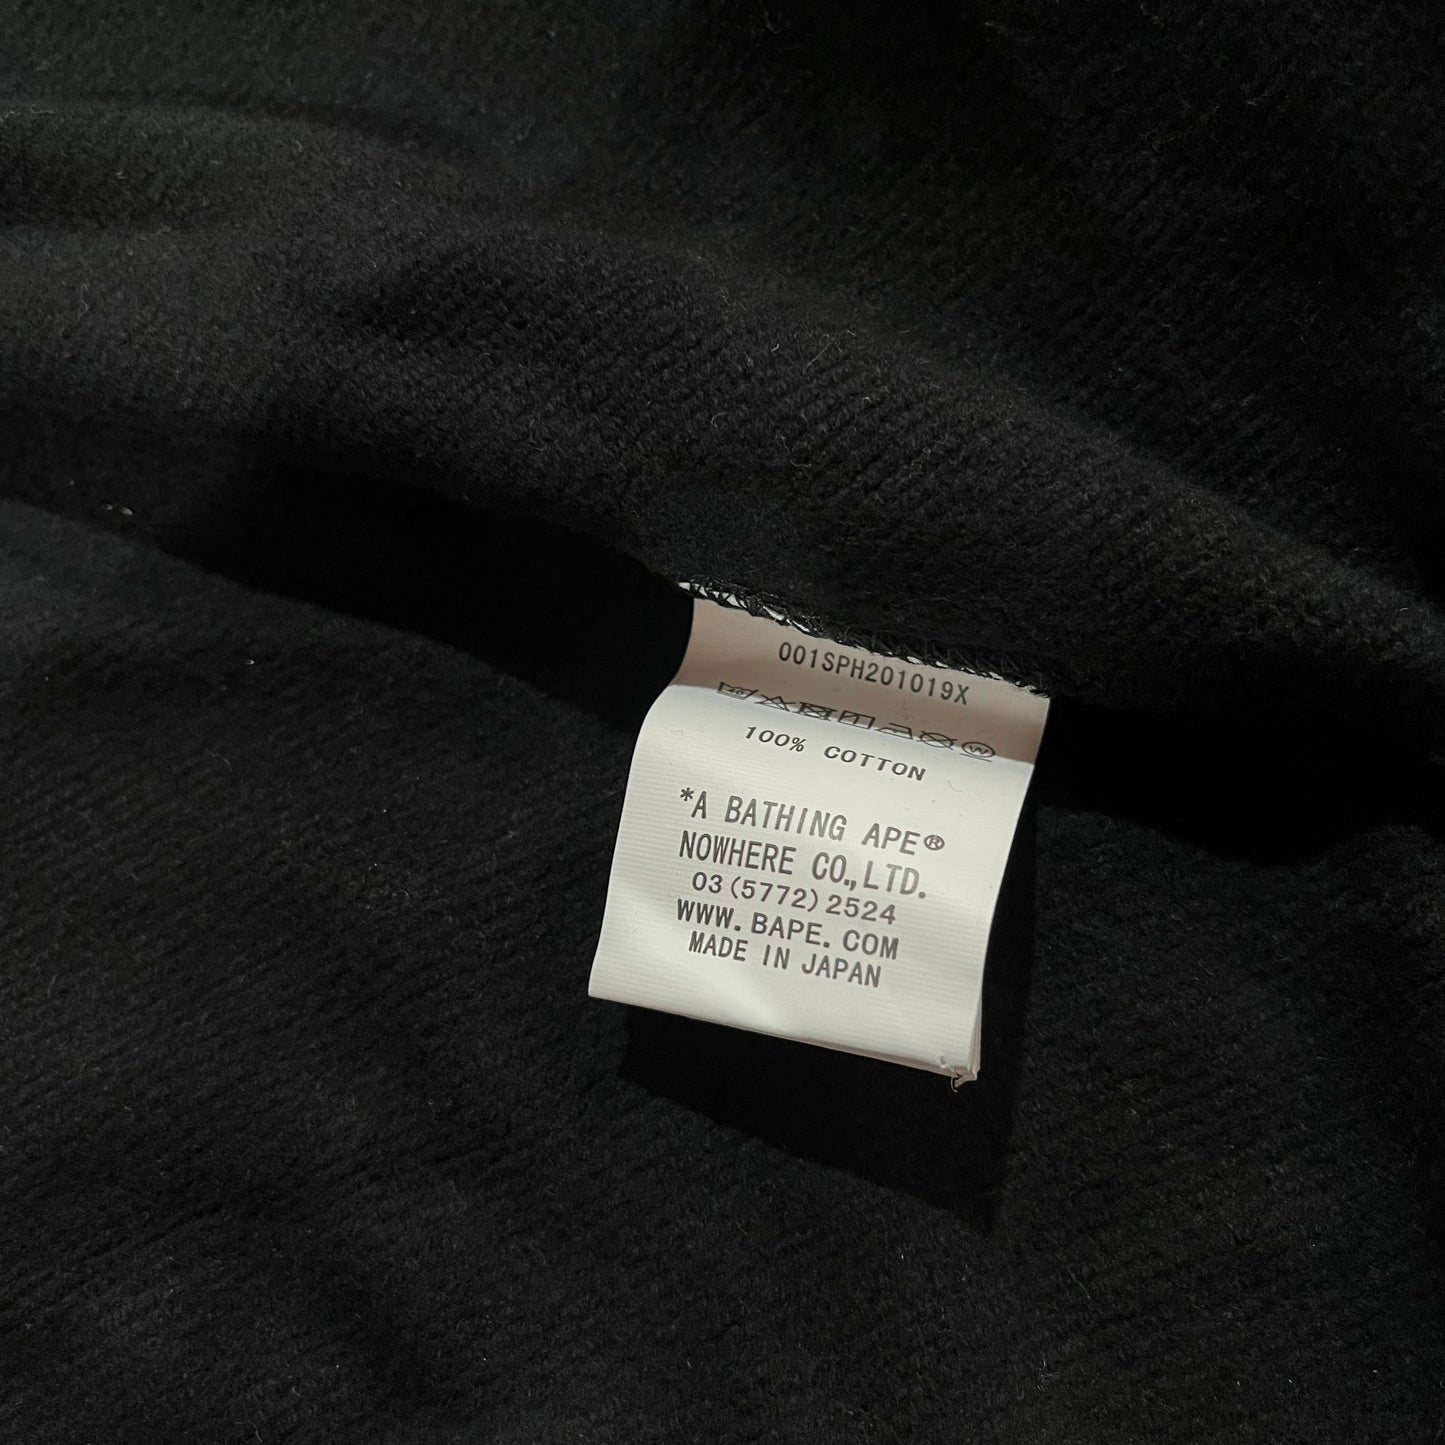 001SPH201019X
100% COTTON
*A BATHING APE®
NOWHERE CO.,LTD.
03(5772)2524
WWW.BAPE.COM
MADE IN JAPAN